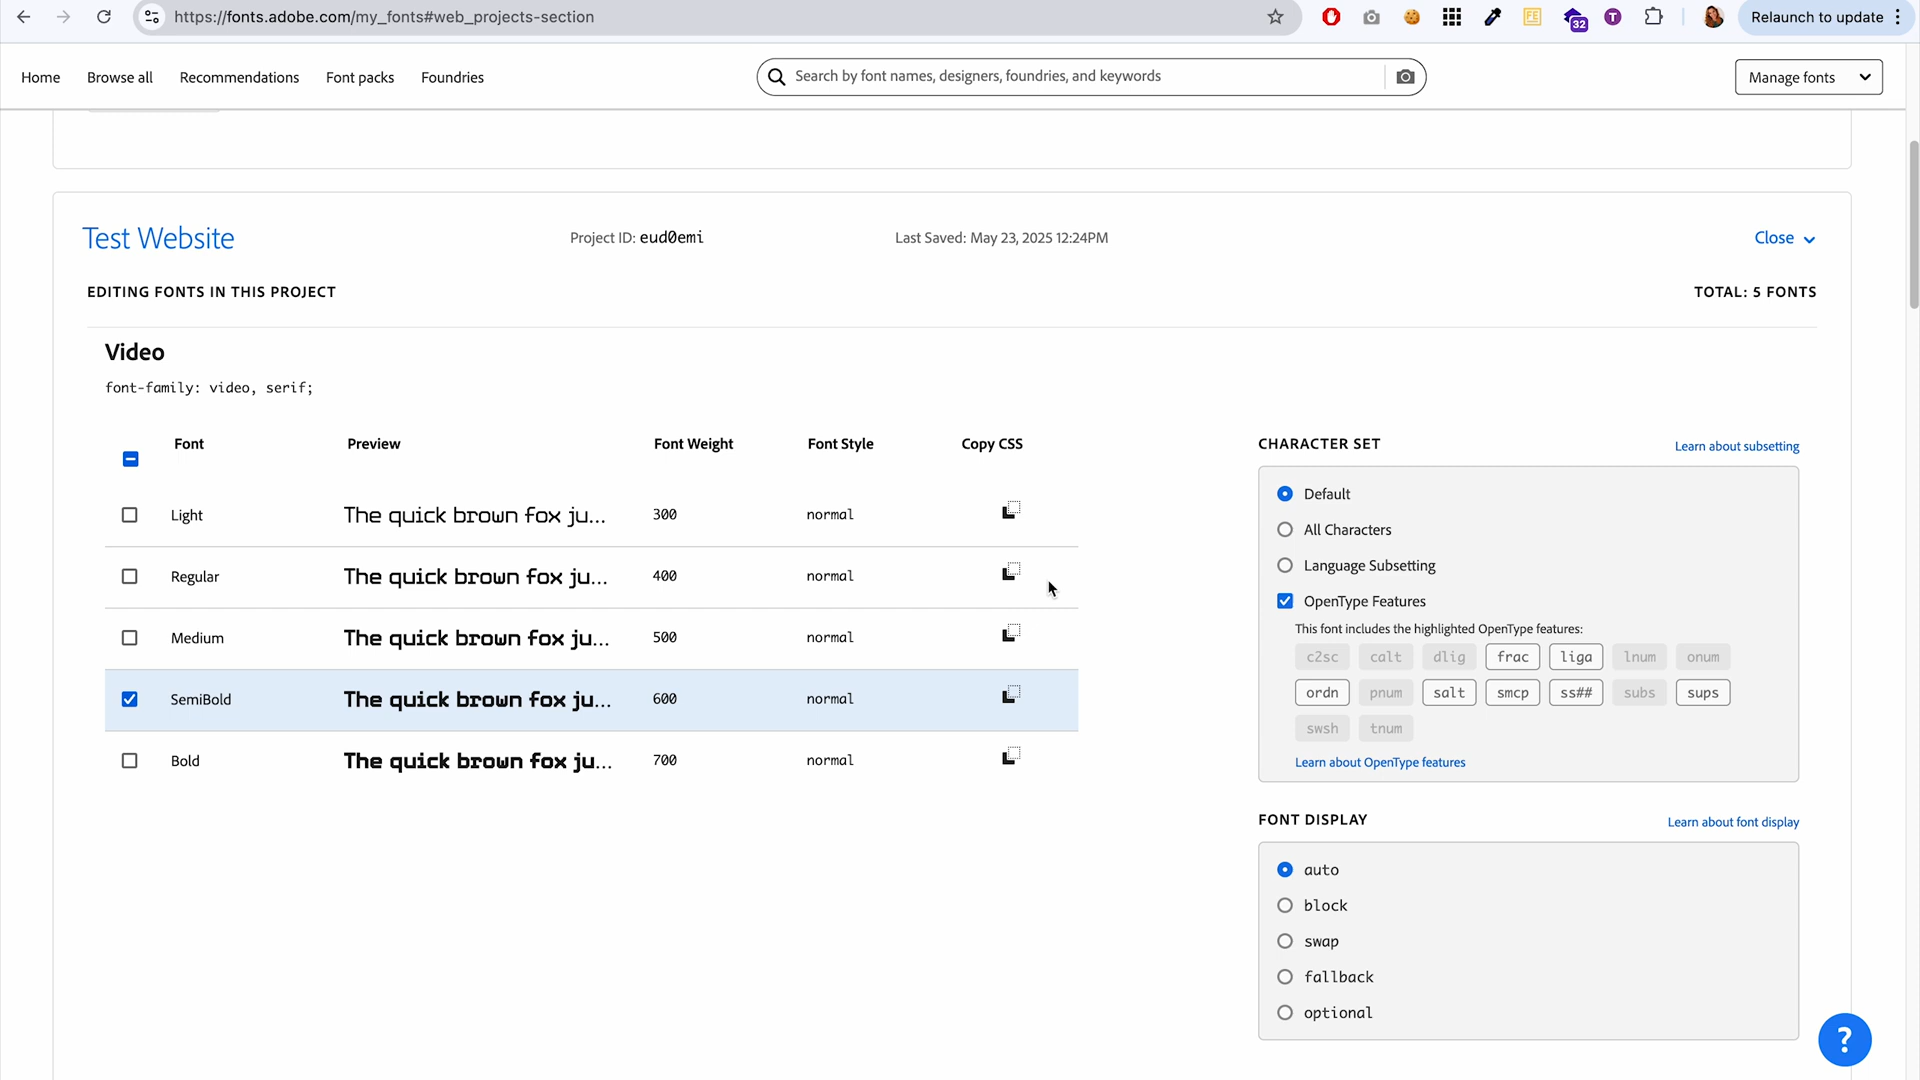 https://fonts.adobe.com/my_fonts#web_projects-section
FE
32
T
Relaunch to update
Home
Browse all
Recommendations
Font packs
Foundries
Search by font names, designers, foundries, and keywords
Manage fonts
Test Website
Project ID: eud0emi
Last Saved: May 23, 2025 12:24PM
Close
EDITING FONTS IN THIS PROJECT
TOTAL: 5 FONTS
Video
font-family: video, serif;
Font
Preview
Font Weight
Font Style
Copy CSS
Light
The quick brown fox ju...
300
normal
Regular
The quick brown fox ju...
400
normal
Medium
The quick brown fox ju...
500
normal
SemiBold
The quick brown fox ju...
600
normal
Bold
The quick brown fox ju...
700
normal
CHARACTER SET
Learn about subsetting
Default
All Characters
Language Subsetting
OpenType Features
This font includes the highlighted OpenType features:
c2sc calt dlig frac liga lnum onum
ordn pnum salt smcp ss## subs sups
swsh tnum
Learn about OpenType features
FONT DISPLAY
Learn about font display
auto
block
swap
fallback
optional
?